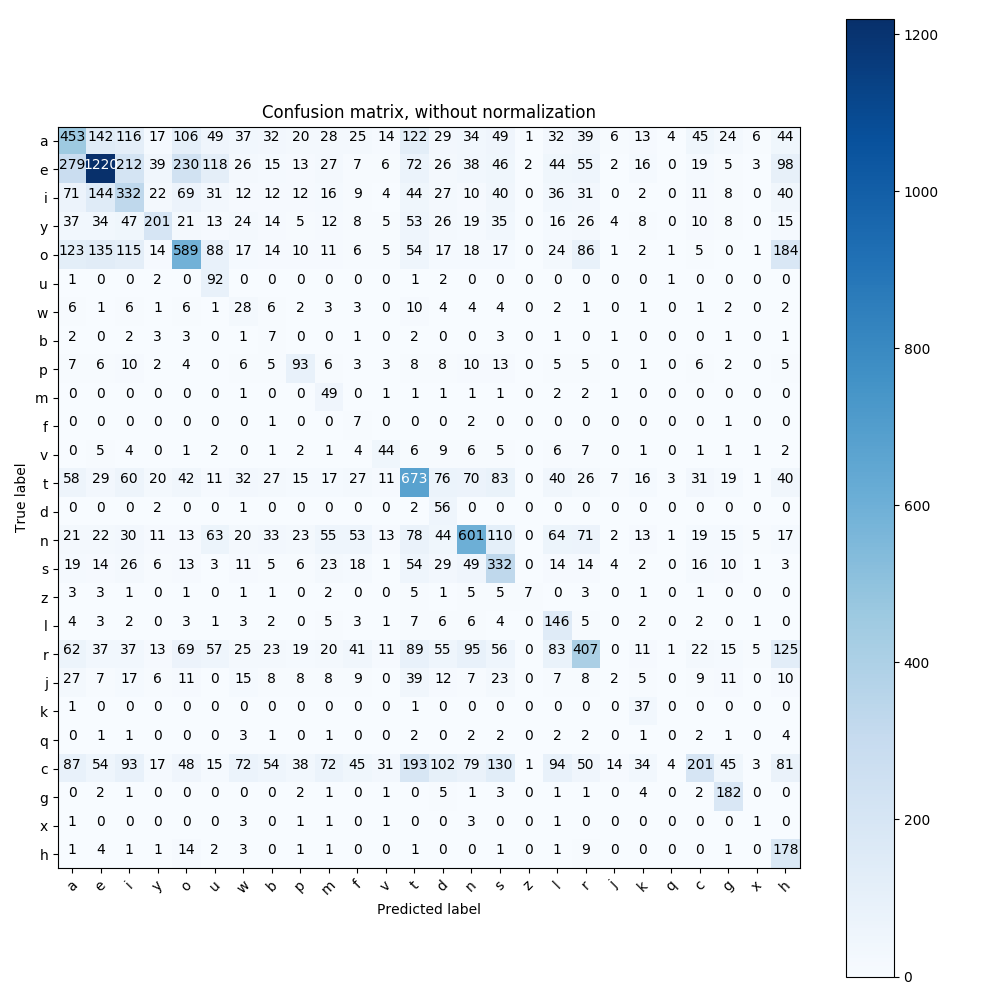 Confusion matrix, without normalization
a 453 142 116 17 106 49 37 32 20 28 25 14 122 29 34 49 1 32 39 6 13 4 45 24 6 44
e 279 1220 212 39 230 118 26 15 13 27 7 6 72 26 38 46 2 44 55 2 16 0 19 5 3 98
i 71 144 332 22 69 31 12 12 12 16 9 4 44 27 10 40 0 36 31 0 2 0 11 8 0 40
y 37 34 47 201 21 13 24 14 5 12 8 5 53 26 19 35 0 16 26 4 8 0 10 8 0 15
o 123 135 115 14 589 88 17 14 10 11 6 5 54 17 18 17 0 24 86 1 2 1 5 0 1 184
u 1 0 0 2 0 92 0 0 0 0 0 0 1 2 0 0 0 0 0 0 0 1 0 0 0 0
w 6 1 6 1 6 1 28 6 2 3 3 0 10 4 4 4 0 2 1 0 1 0 1 2 0 2
b 2 0 2 3 3 0 1 7 0 0 1 0 2 0 0 3 0 1 0 1 0 0 0 1 0 1
p 7 6 10 2 4 0 6 5 93 6 3 3 8 8 10 13 0 5 5 0 1 0 6 2 0 5
m 0 0 0 0 0 0 1 0 0 49 0 1 1 1 1 1 0 2 2 1 0 0 0 0 0 0
f 0 0 0 0 0 0 0 1 0 0 7 0 0 0 2 0 0 0 0 0 0 0 0 1 0 0
v 0 5 4 0 1 2 0 1 2 1 4 44 6 9 6 5 0 6 7 0 1 0 1 1 1 2
t 58 29 60 20 42 11 32 27 15 17 27 11 673 76 70 83 0 40 26 7 16 3 31 19 1 40
d 0 0 0 2 0 0 1 0 0 0 0 0 2 56 0 0 0 0 0 0 0 0 0 0 0 0
n 21 22 30 11 13 63 20 33 23 55 53 13 78 44 601 110 0 64 71 2 13 1 19 15 5 17
s 19 14 26 6 13 3 11 5 6 23 18 1 54 29 49 332 0 14 14 4 2 0 16 10 1 3
z 3 3 1 0 1 0 1 1 0 2 0 0 5 1 5 5 7 0 3 0 1 0 1 0 0 0
l 4 3 2 0 3 1 3 2 0 5 3 1 7 6 6 4 0 146 5 0 2 0 2 0 1 0
r 62 37 37 13 69 57 25 23 19 20 41 11 89 55 95 56 0 83 407 0 11 1 22 15 5 125
j 27 7 17 6 11 0 15 8 8 8 9 0 39 12 7 23 0 7 8 2 5 0 9 11 0 10
k 1 0 0 0 0 0 0 0 0 0 0 0 1 0 0 0 0 0 0 0 37 0 0 0 0 0
q 0 1 1 0 0 0 3 1 0 1 0 0 2 0 2 2 0 2 2 0 1 0 2 1 0 4
c 87 54 93 17 48 15 72 54 38 72 45 31 193 102 79 130 1 94 50 14 34 4 201 45 3 81
g 0 2 1 0 0 0 0 0 2 1 0 1 0 5 1 3 0 1 1 0 4 0 2 182 0 0
x 1 0 0 0 0 0 3 0 1 1 0 1 0 0 3 0 0 1 0 0 0 0 0 0 1 0
h 1 4 1 1 14 2 3 0 1 1 0 0 1 0 0 1 0 1 9 0 0 0 0 1 0 178
a e i y o u w b p m f v t d n s z l r j k q c g x h
True label
Predicted label
1200
1000
800
600
400
200
0